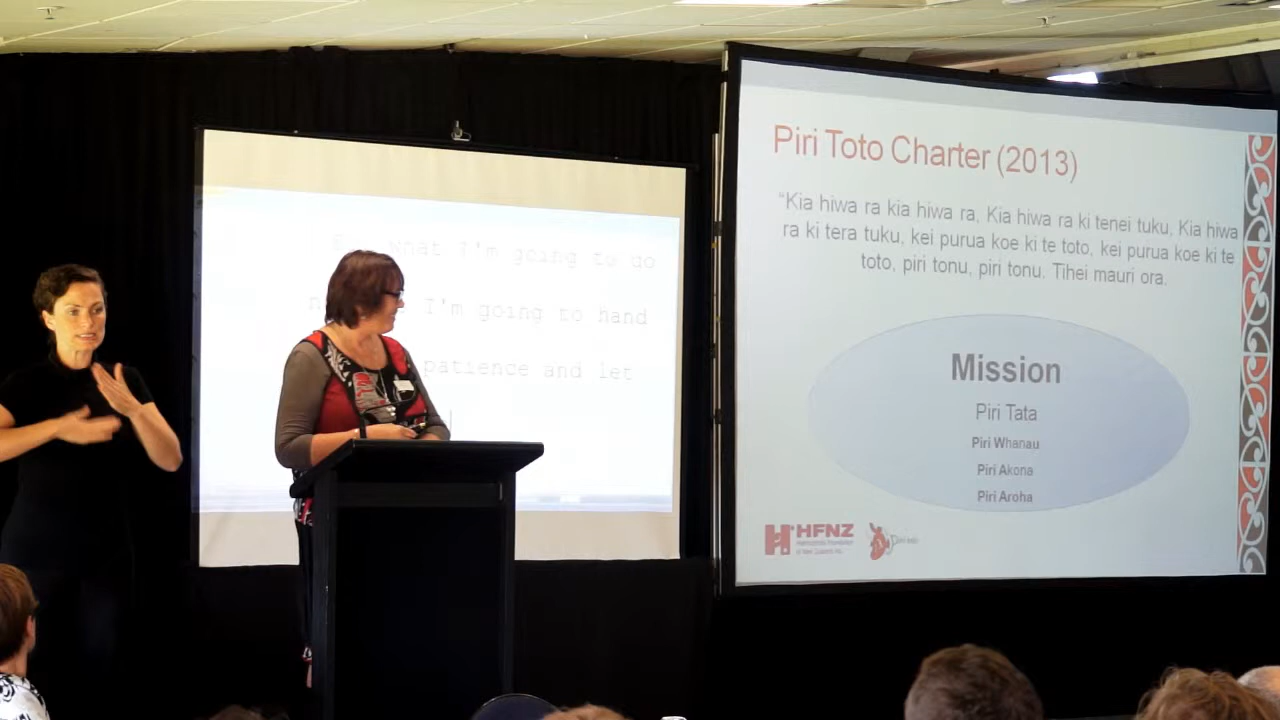 what I'm going to do
I'm going to hand
patience and let
Piri Toto Charter (2013)
“Kia hiwa ra kia hiwa ra, Kia hiwa ra ki tenei tuku, Kia hiwa
ra ki tera tuku, kei purua koe ki te toto, kei purua koe ki te
toto, piri tonu, piri tonu. Tihei mauri ora.
Mission
Piri Tata
Piri Whanau
Piri Akona
Piri Aroha
HFNZ